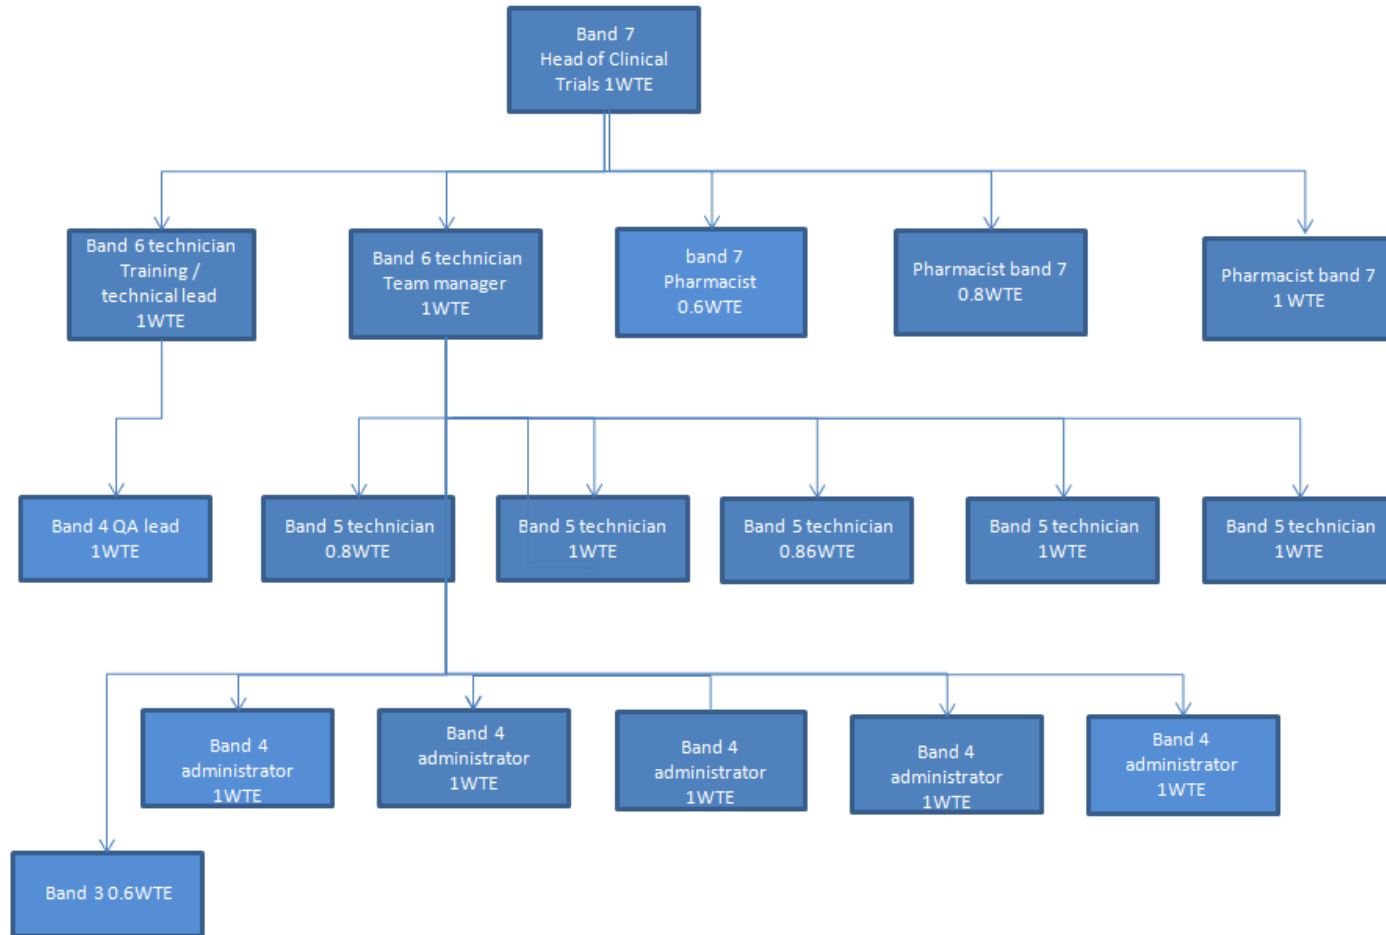 Band 7
Head of Clinical
Trials 1WTE
Band 6 technician
Training /
technical lead
1WTE
Band 6 technician
Team manager
1WTE
band 7
Pharmacist
0.6WTE
Pharmacist band 7
0.8WTE
Pharmacist band 7
1 WTE
Band 4 QA lead
1WTE
Band 5 technician
0.8WTE
Band 5 technician
1WTE
Band 5 technician
0.86WTE
Band 5 technician
1WTE
Band 5 technician
1WTE
Band 4
administrator
1WTE
Band 4
administrator
1WTE
Band 4
administrator
1WTE
Band 4
administrator
1WTE
Band 4
administrator
1WTE
Band 3 0.6WTE